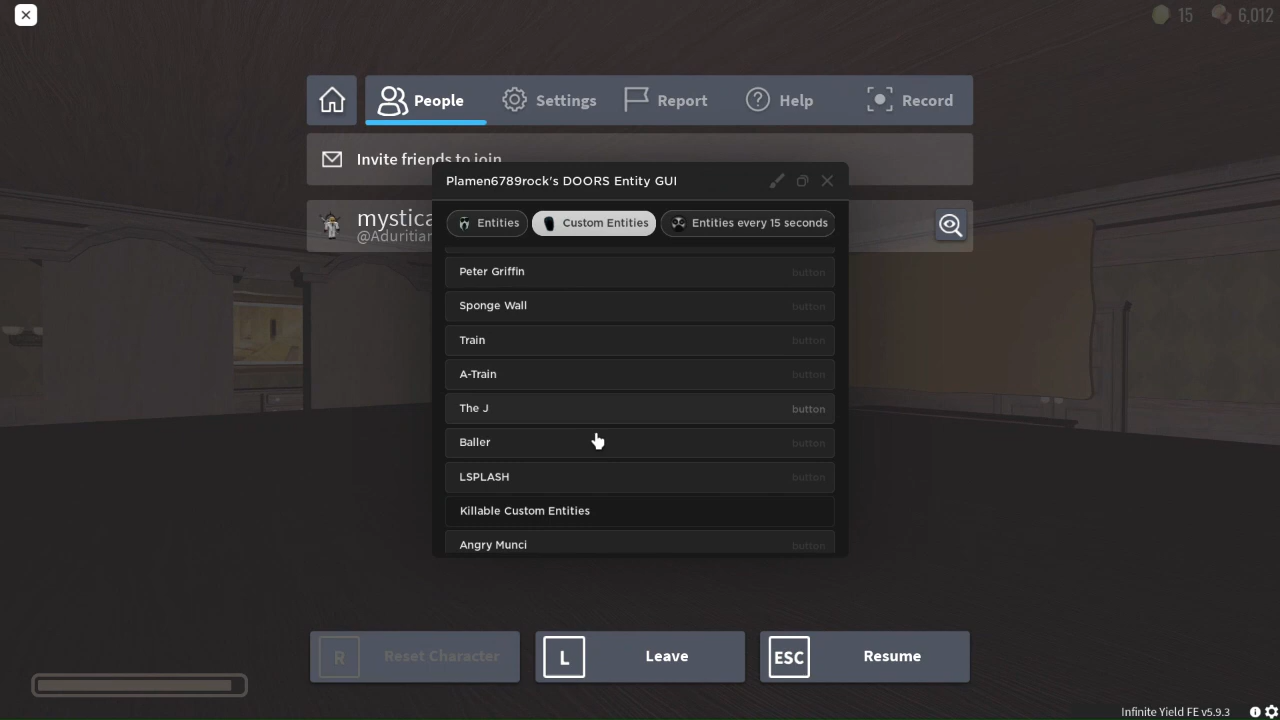 15
6,012
People
Settings
Report
Help
Record
Invite friends to join
Plamen6789rock's DOORS Entity GUI
mystica
@Aduritian
Entities
Custom Entities
Entities every 15 seconds
Peter Griffin
button
Sponge Wall
button
Train
button
A-Train
button
The J
button
Baller
button
LSPLASH
button
Killable Custom Entities
Angry Munci
button
R
Reset Character
L
Leave
ESC
Resume
Infinite Yield FE v5.9.3